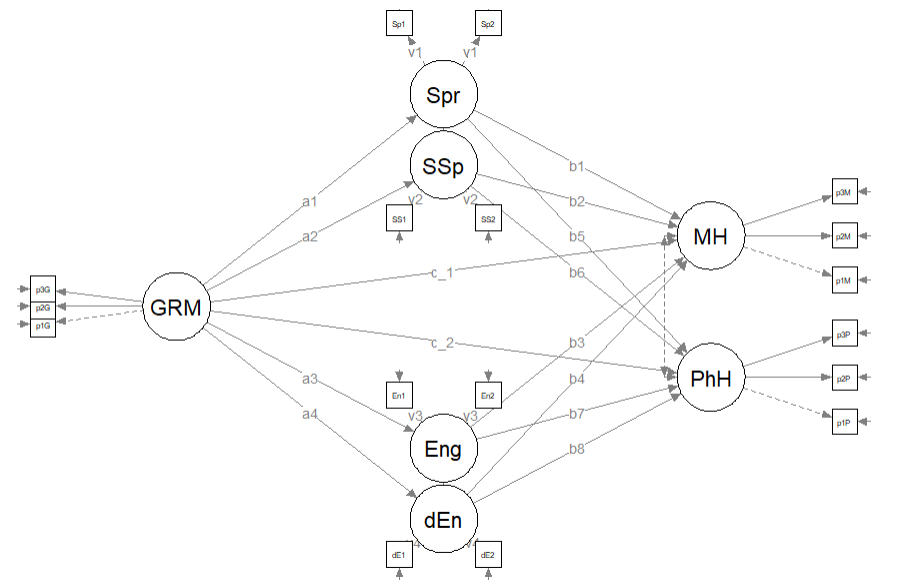 Sp1
Sp2
v1
v1
Spr
SSp
v2
v2
SS1
SS2
a1
a2
b1
b2
b5
b6
MH
p3M
p2M
p1M
c_1
GRM
p3G
p2G
p1G
c_2
b3
b4
PhH
p3P
p2P
p1P
a3
a4
En1
En2
v3
v3
Eng
b7
b8
dEn
dE1
dE2